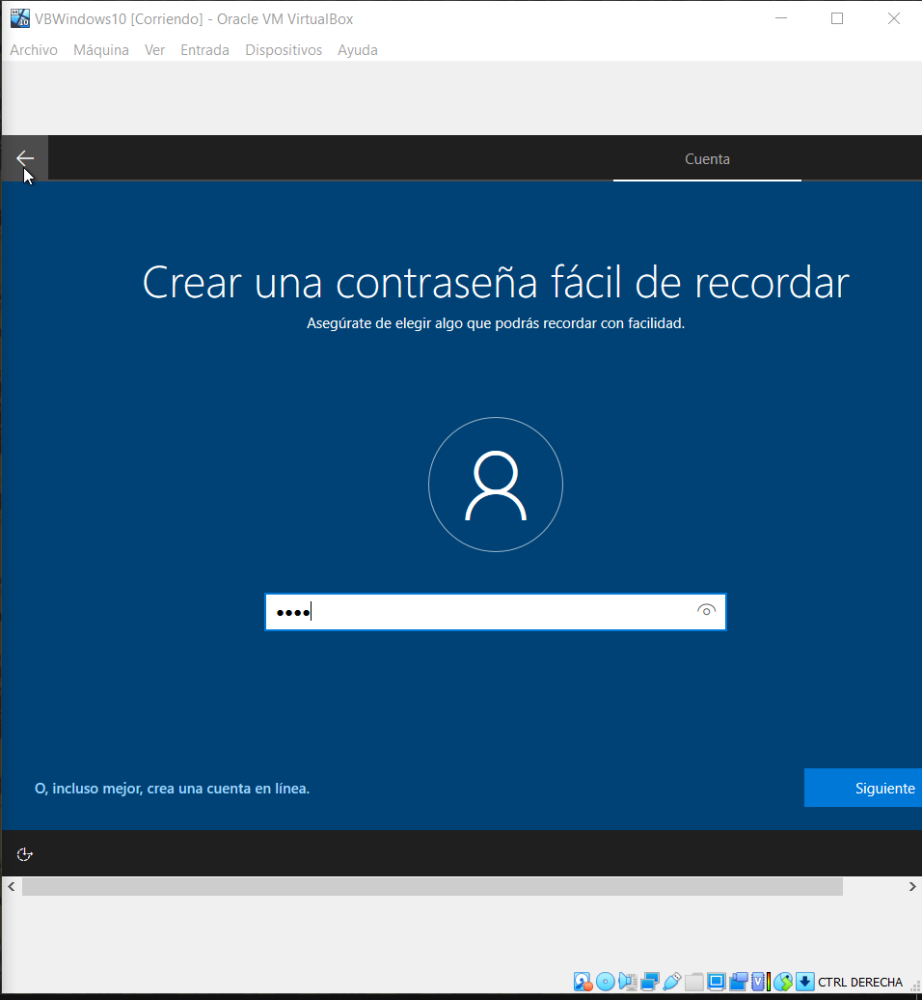 VBWindows10 [Corriendo] - Oracle VM VirtualBox
Archivo Máquina Ver Entrada Dispositivos Ayuda
Cuenta
Crear una contraseña fácil de recordar
Asegúrate de elegir algo que podrás recordar con facilidad.
O, incluso mejor, crea una cuenta en línea.
Siguiente
CTRL DERECHA